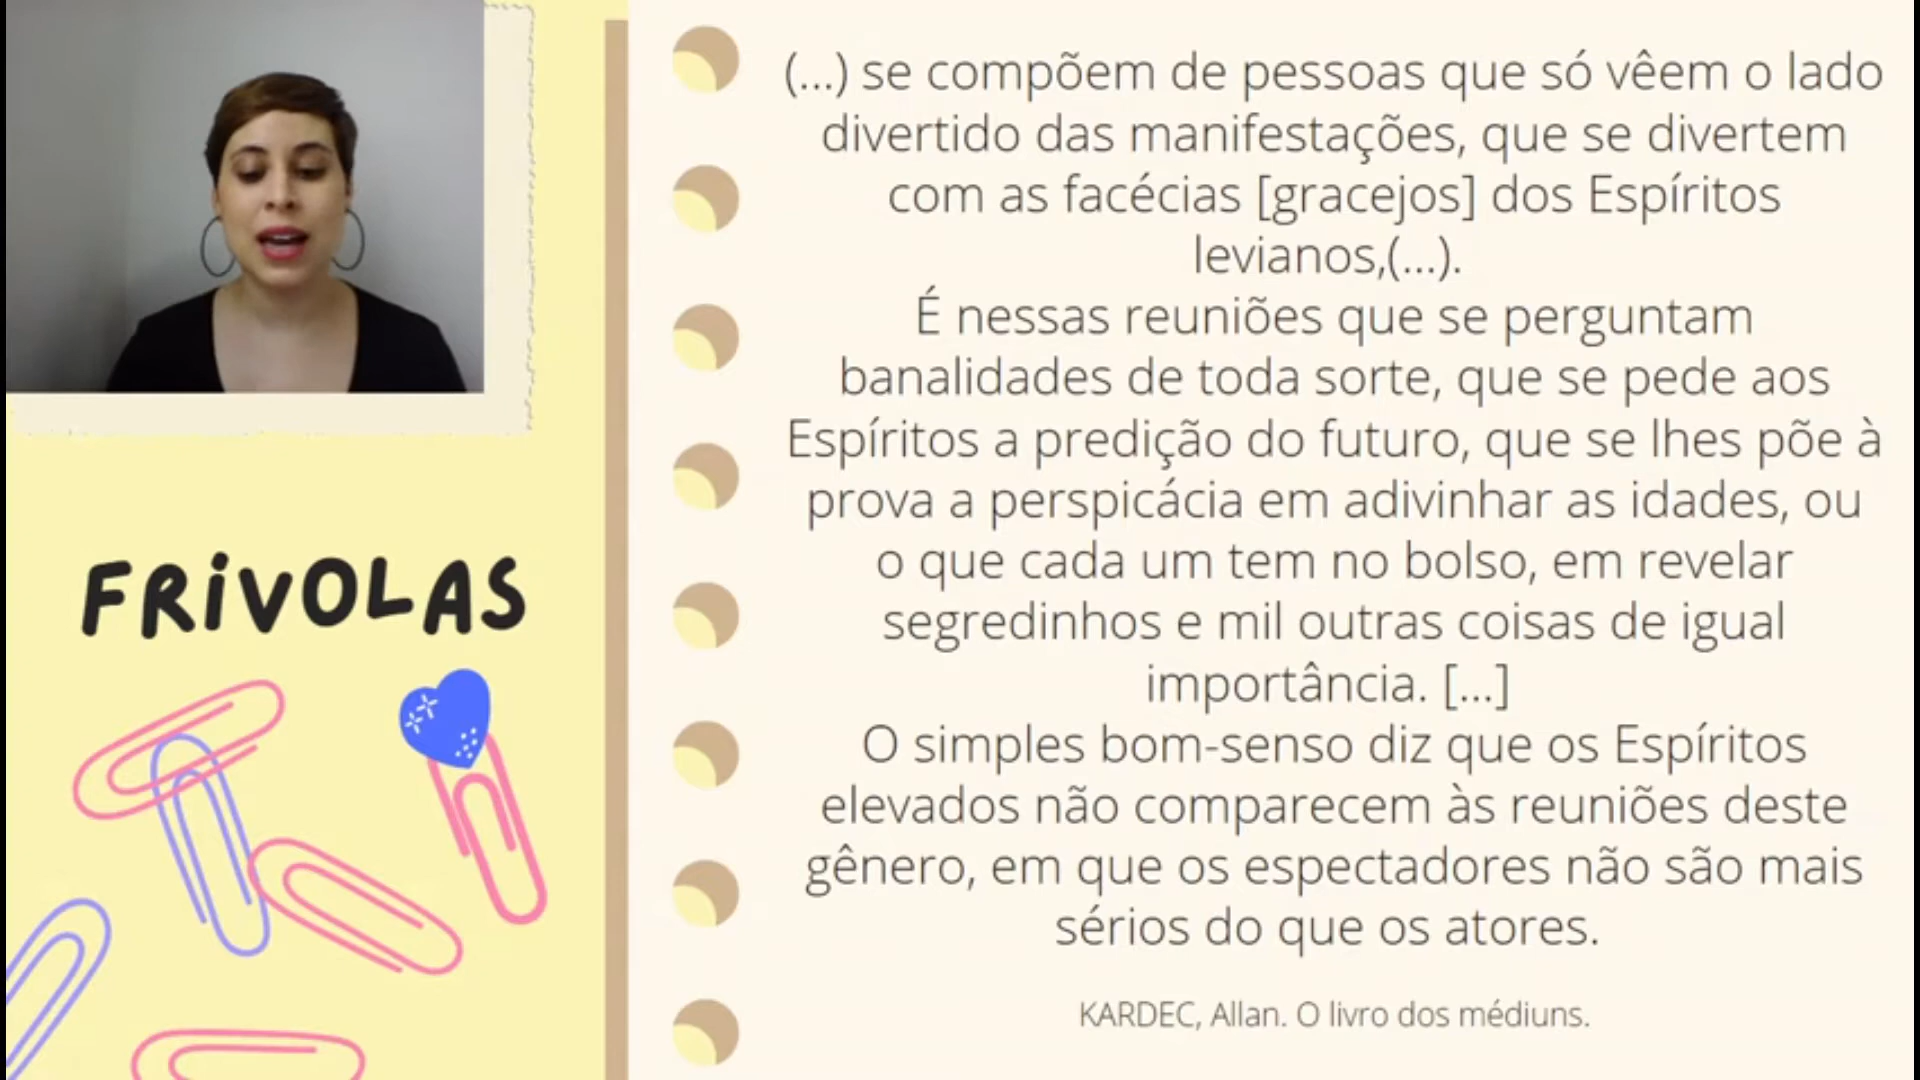 (...) se compõem de pessoas que só vêem o lado
divertido das manifestações, que se divertem
com as facécias [gracejos] dos Espíritos
levianos,(...).
É nessas reuniões que se perguntam
banalidades de toda sorte, que se pede aos
Espíritos a predição do futuro, que se lhes põe à
prova a perspicácia em adivinhar as idades, ou
o que cada um tem no bolso, em revelar
segredinhos e mil outras coisas de igual
importância. [...]
O simples bom-senso diz que os Espíritos
elevados não comparecem às reuniões deste
gênero, em que os espectadores não são mais
sérios do que os atores.
KARDEC, Allan. O livro dos médiuns.
FRÍVOLAS